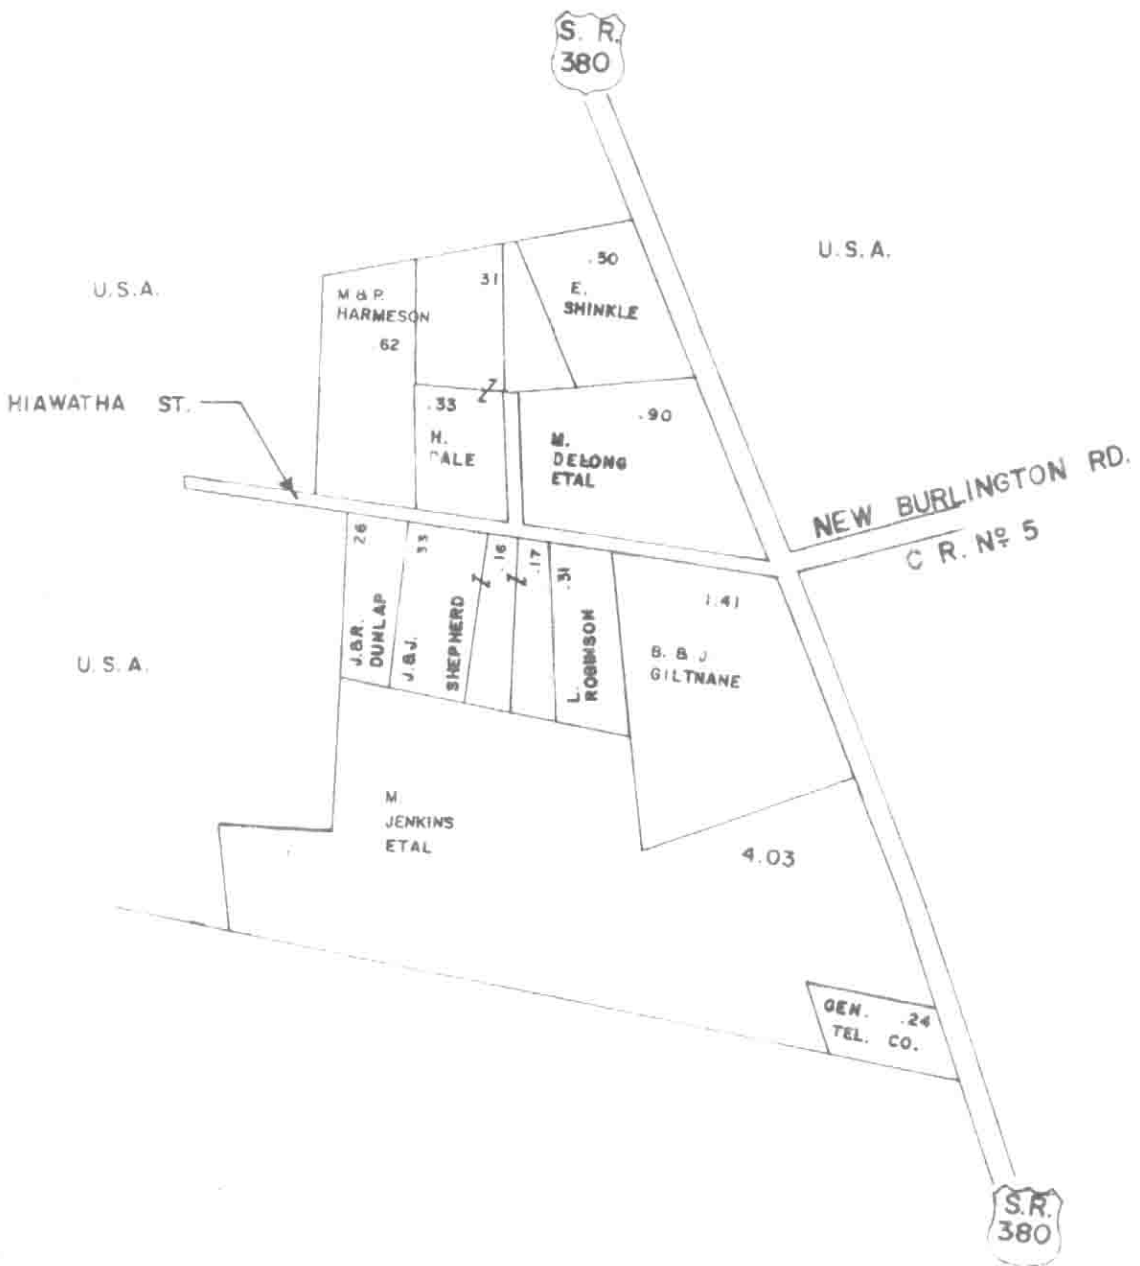 S. R.
380
U.S.A.
U.S.A.
.50
E.
SHINKLE
31
M & P.
HARMESON
.62
HIAWATHA ST.
.33
H.
.90
M.
DELONG
ETAL
NEW BURLINGTON RD.
C R. Nº 5
26
J.&R.
DUNLAP
33
J.&J.
SHEPHERD
.16
.17
.31
L.
ROBINSON
1.41
B. & J
GILTNANE
U.S.A.
M.
JENKINS
ETAL
4.03
GEN. .24
TEL. CO.
S.R.
380